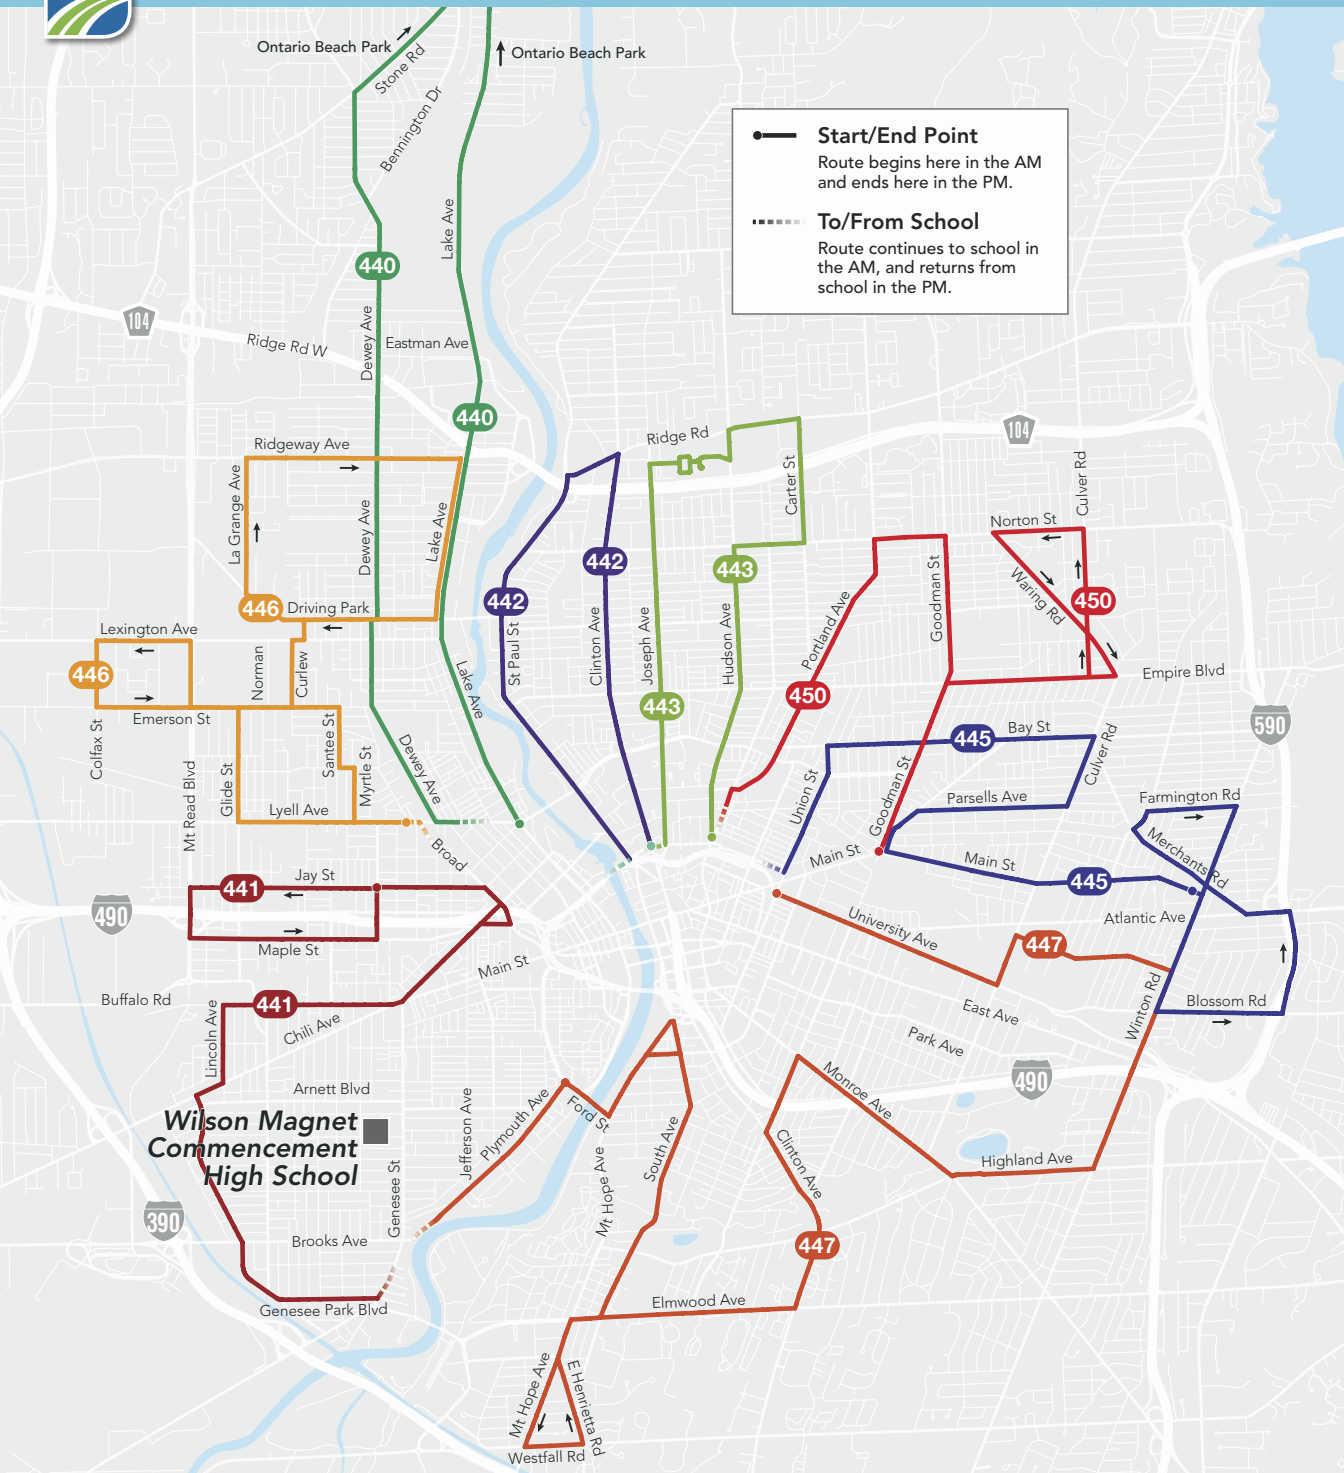 Ontario Beach Park
Ontario Beach Park
Stone Rd
Bennington Dr
Start/End Point
Route begins here in the AM
and ends here in the PM.
To/From School
Route continues to school in
the AM, and returns from
school in the PM.
Lake Ave
440
104
Ridge Rd W
Dewey Ave
Eastman Ave
440
104
Ridge Rd
Ridgeway Ave
La Grange Ave
Dewey Ave
Lake Ave
Carter St
Culver Rd
Norton St
442
442
443
Goodman St
Waring Rd
450
446
Driving Park
Lexington Ave
446
Norman
Curlew
Lake Ave
St Paul St
Clinton Ave
Joseph Ave
Hudson Ave
Portland Ave
450
443
Empire Blvd
Emerson St
Colfax St
Mt Read Blvd
Glide St
Santee St
Myrtle St
Dewey Ave
Lyell Ave
Broad
590
445
Bay St
Culver Rd
Union St
Goodman St
Parsells Ave
Farmington Rd
Merchants Rd
Main St
Main St
445
Atlantic Ave
441
Jay St
490
Maple St
Main St
University Ave
447
East Ave
Park Ave
Winton Rd
Blossom Rd
Buffalo Rd
441
Lincoln Ave
Chili Ave
Arnett Blvd
Wilson Magnet
Commencement
High School
Jefferson Ave
Plymouth Ave
Ford St
Mt Hope Ave
South Ave
Monroe Ave
490
Clinton Ave
Highland Ave
390
Genesee St
Brooks Ave
447
Genesee Park Blvd
Elmwood Ave
Mt Hope Ave
E Henrietta Rd
Westfall Rd